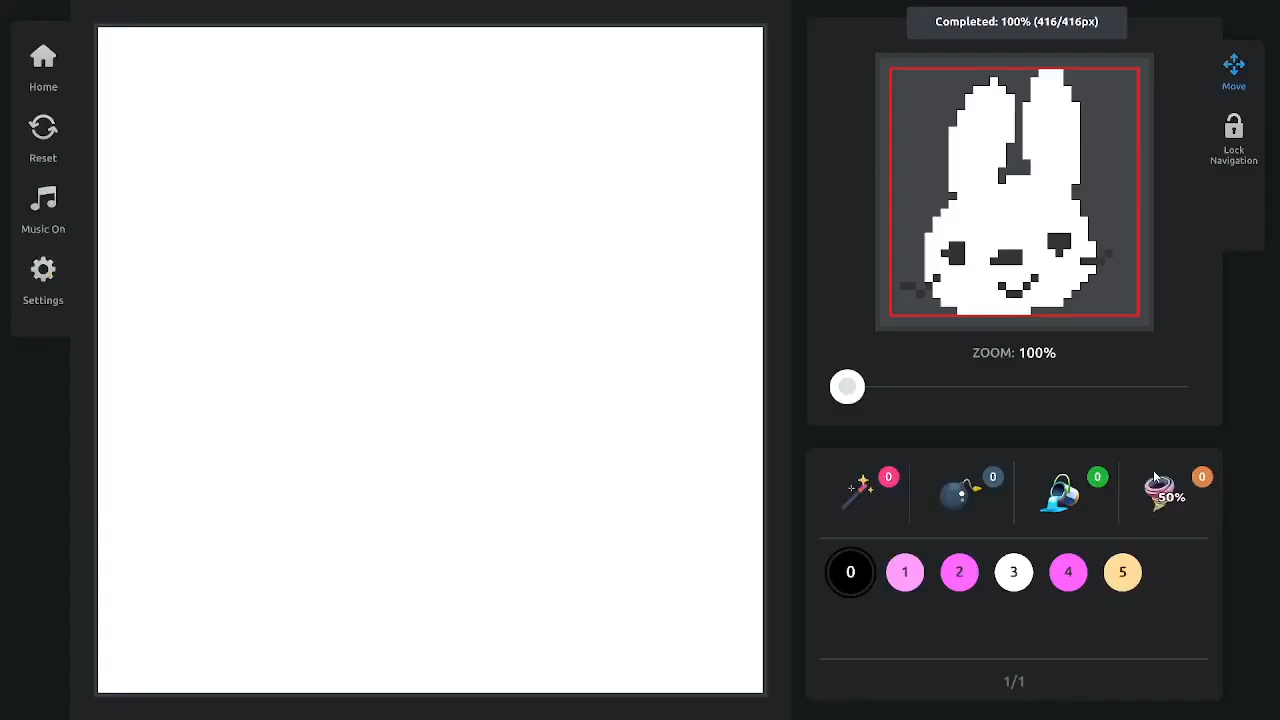 Completed: 100% (416/416px)
Home
Reset
Music On
Settings
Move
Lock
Navigation
ZOOM: 100%
0
0
0
0
50%
0
1
2
3
4
5
1/1